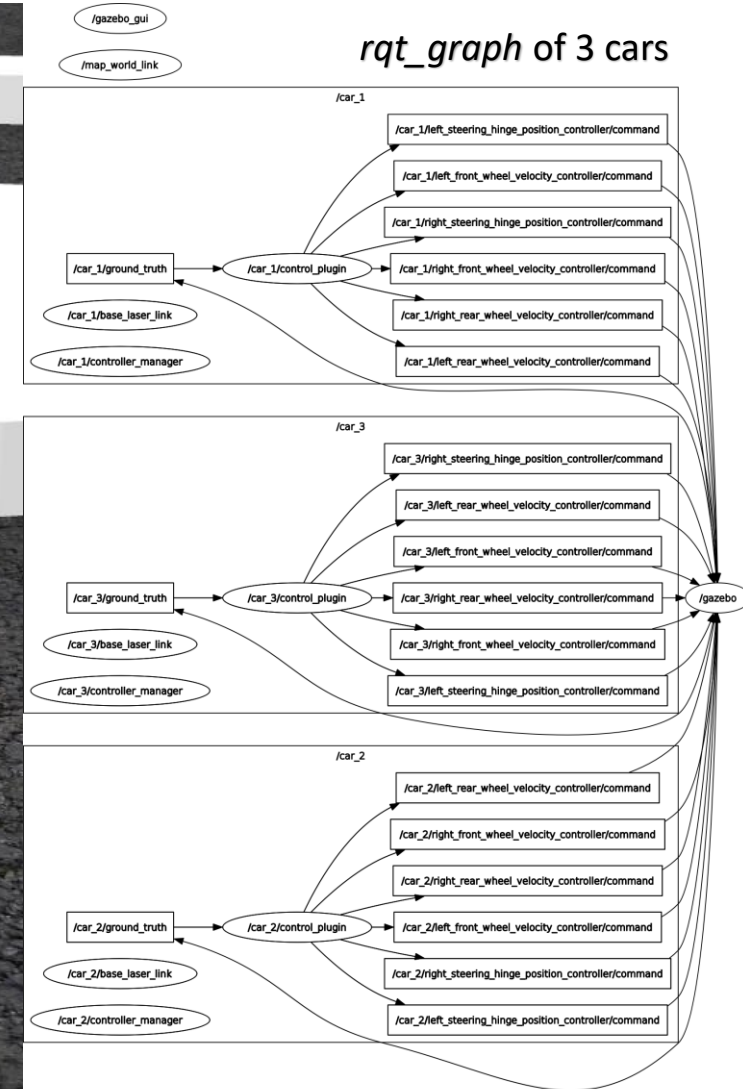 /gazebo_gui
rqt_graph of 3 cars
/map_world_link
/car_1
/car_1/left_steering_hinge_position_controller/command
/car_1/left_front_wheel_velocity_controller/command
/car_1/right_steering_hinge_position_controller/command
/car_1/ground_truth
/car_1/control_plugin
/car_1/right_front_wheel_velocity_controller/command
/car_1/base_laser_link
/car_1/right_rear_wheel_velocity_controller/command
/car_1/controller_manager
/car_1/left_rear_wheel_velocity_controller/command
/car_3
/car_3/right_steering_hinge_position_controller/command
/car_3/left_rear_wheel_velocity_controller/command
/car_3/left_front_wheel_velocity_controller/command
/car_3/ground_truth
/car_3/control_plugin
/car_3/right_rear_wheel_velocity_controller/command
/gazebo
/car_3/base_laser_link
/car_3/right_front_wheel_velocity_controller/command
/car_3/controller_manager
/car_3/left_steering_hinge_position_controller/command
/car_2
/car_2/left_rear_wheel_velocity_controller/command
/car_2/right_front_wheel_velocity_controller/command
/car_2/right_rear_wheel_velocity_controller/command
/car_2/ground_truth
/car_2/control_plugin
/car_2/left_front_wheel_velocity_controller/command
/car_2/base_laser_link
/car_2/right_steering_hinge_position_controller/command
/car_2/controller_manager
/car_2/left_steering_hinge_position_controller/command